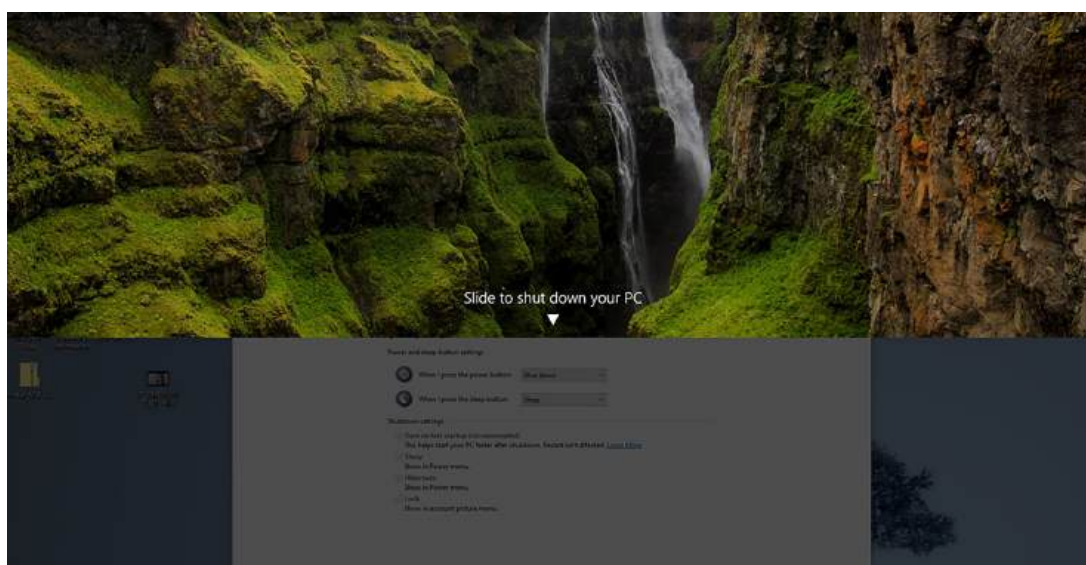 Slide to shut down your PC
Power and sleep button settings
When I press the power button: Shut down
When I press the sleep button: Sleep
Shutdown settings
Turn on fast startup (recommended)
This helps start your PC faster after shutdown. Restart isn't affected. Learn More
Sleep
Show in Power menu.
Hibernate
Show in Power menu.
Lock
Show in account picture menu.